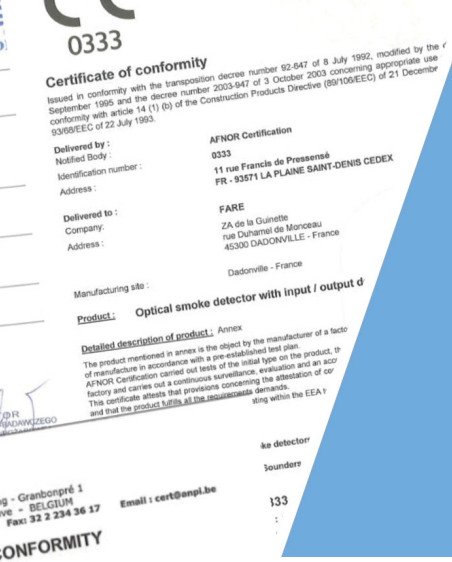 0333
Certificate of conformity
Issued in conformity with the transposition decree number 92-647 of 8 July 1992, modified by the
September 1995 and the decree number 2003-947 of 3 October 2003 concerning appropriate use
conformity with article 14 (1) (b) of the Construction Products Directive (89/106/EEC) of 21 Decembr
93/68/EEC of 22 July 1993.
Delivered by :
AFNOR Certification
Notified Body :
0333
Identification number :
11 rue Francis de Pressensé
Address :
FR - 93571 LA PLAINE SAINT-DENIS CEDEX
Delivered to :
FARE
Company:
ZA de la Guinette
Address :
rue Duhamel de Monceau
45300 DADONVILLE - France
Manufacturing site :
Dadonville - France
Product : Optical smoke detector with input / output d
Detailed description of product : Annex
The product mentioned in annex is the object by the manufacturer of a facto
of manufacture in accordance with a pre-established test plan.
AFNOR Certification carried out tests of the initial type on the product, th
factory and carries out a continuous surveillance, evaluation and an acc
This certificate attests that provisions concerning the attestation of co
and that the product fulfils all the requirements demands.
ating within the EEA
ke detector
Sounders
133
:
g - Granbonpré 1
ve - BELGIUM
Fax: 32 2 234 36 17
Email : cert@anpi.be
CONFORMITY